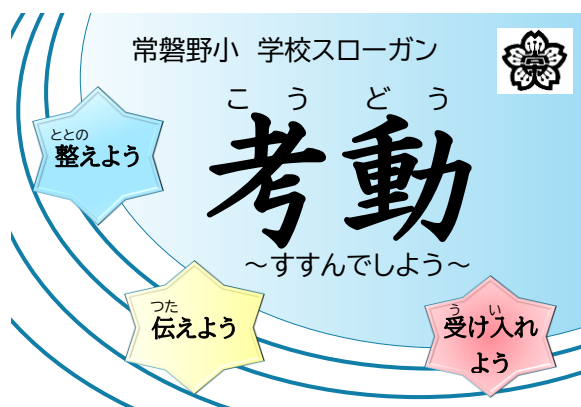 常磐野小 学校スローガン
こうどう
考動
～すすんでしよう～
ととの
整えよう
つた
伝えよう
う い
受け入れ
よう
常